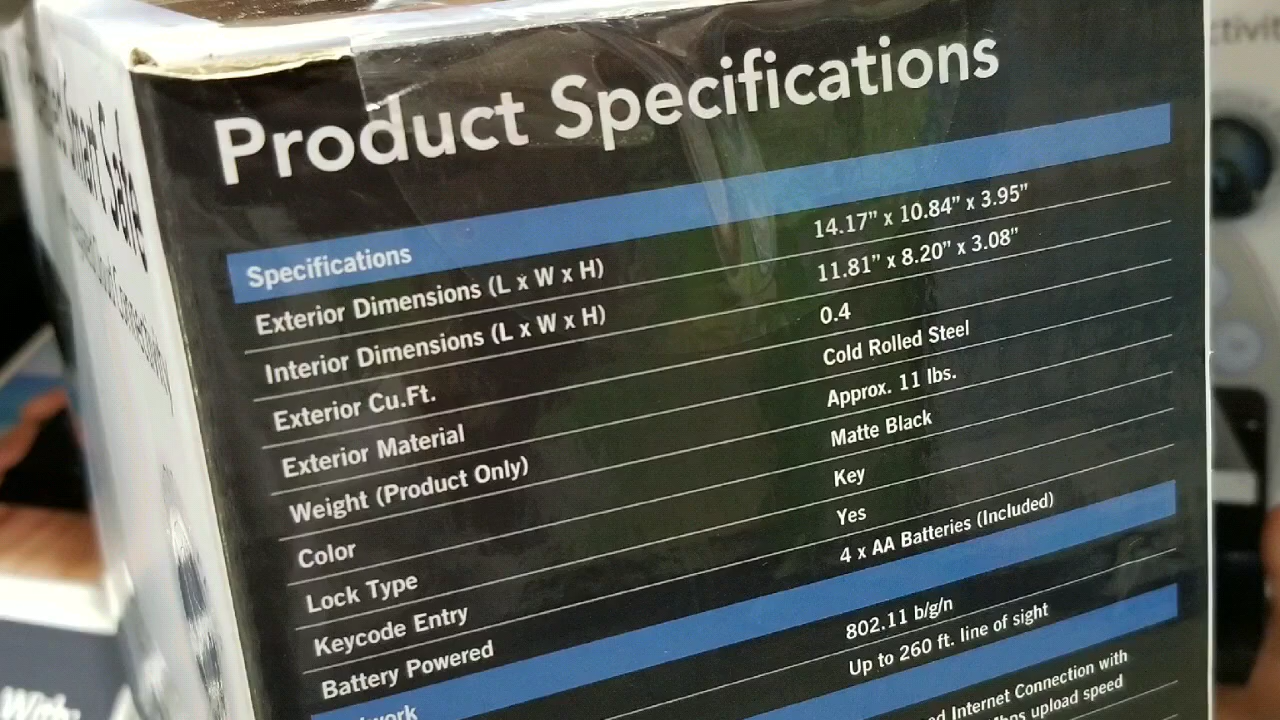 Product Specifications
Specifications
Exterior Dimensions (L x W x H) 14.17” x 10.84” x 3.95”
Interior Dimensions (L x W x H) 11.81” x 8.20” x 3.08”
Exterior Cu.Ft. 0.4
Exterior Material Cold Rolled Steel
Weight (Product Only) Approx. 11 lbs.
Color Matte Black
Lock Type Key
Keycode Entry Yes
Battery Powered 4 x AA Batteries (Included)
802.11 b/g/n
Up to 260 ft. line of sight
Internet Connection with
upload speed
Smart Safe
With